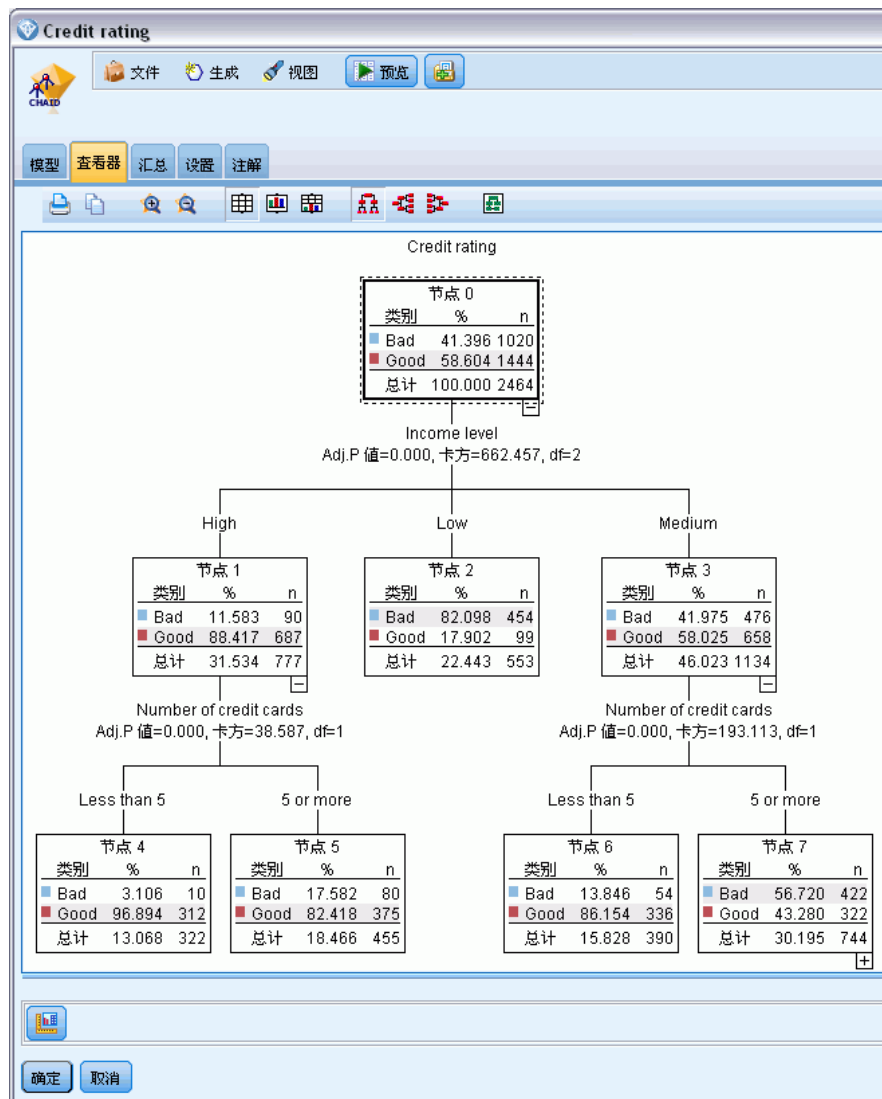 Credit rating
CHAID
文件 生成 视图 预览
模型 查看器 汇总 设置 注解
Credit rating
节点 0
类别 % n
Bad 41.396 1020
Good 58.604 1444
总计 100.000 2464
Income level
Adj.P 值=0.000, 卡方=662.457, df=2
High Low Medium
节点 1
类别 % n
Bad 11.583 90
Good 88.417 687
总计 31.534 777
节点 2
类别 % n
Bad 82.098 454
Good 17.902 99
总计 22.443 553
节点 3
类别 % n
Bad 41.975 476
Good 58.025 658
总计 46.023 1134
Number of credit cards
Adj.P 值=0.000, 卡方=38.587, df=1
Number of credit cards
Adj.P 值=0.000, 卡方=193.113, df=1
Less than 5 5 or more
Less than 5 5 or more
节点 4
类别 % n
Bad 3.106 10
Good 96.894 312
总计 13.068 322
节点 5
类别 % n
Bad 17.582 80
Good 82.418 375
总计 18.466 455
节点 6
类别 % n
Bad 13.846 54
Good 86.154 336
总计 15.828 390
节点 7
类别 % n
Bad 56.720 422
Good 43.280 322
总计 30.195 744
确定 取消